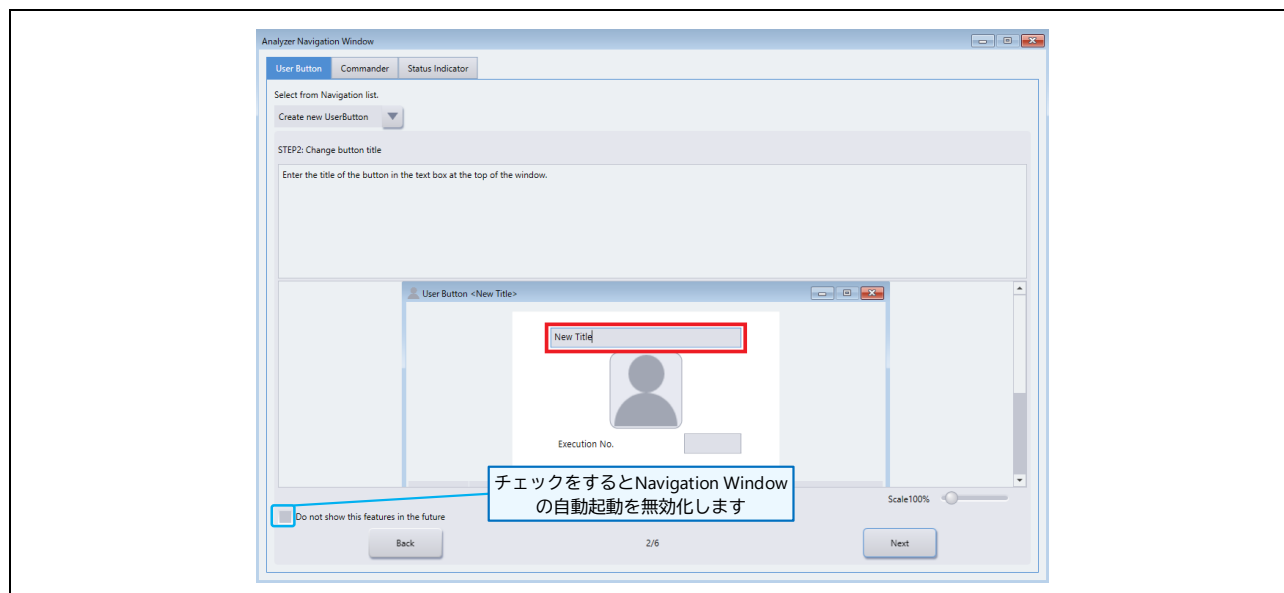 Analyzer Navigation Window
User Button Commander Status Indicator
Select from Navigation list.
Create new UserButton
STEP2: Change button title
Enter the title of the button in the text box at the top of the window.
User Button <New Title>
New Title
Execution No.
チェックをするとNavigation Window
の自動起動を無効化します
Scale100%
Do not show this features in the future
Back 2/6 Next